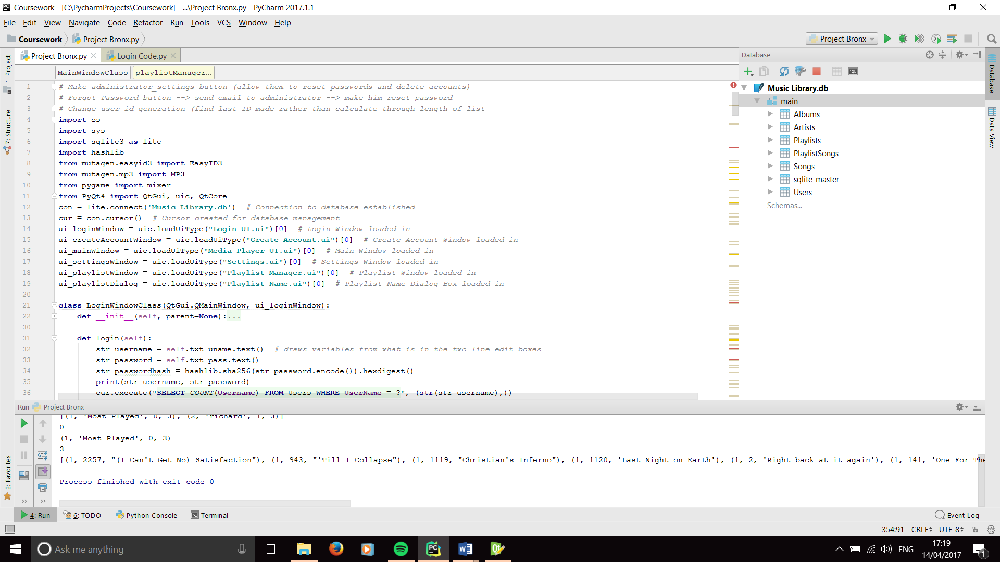 Coursework - [C:\PycharmProjects\Coursework] - ...\Project Bronx.py - PyCharm 2017.1.1
File Edit View Navigate Code Refactor Run Tools VCS Window Help
Coursework Project Bronx.py Project Bronx
Project Bronx.py Login Code.py
MainWindowClass playlistManager...
1 # Make administrator_settings button (allow them to reset passwords and delete accounts)
2 # Forgot Password button --> send email to administrator --> make him reset password
3 # Change user_id generation (find last ID made rather than calculate through length of list
4 import os
5 import sys
6 import sqlite3 as lite
7 import hashlib
8 from mutagen.easyid3 import EasyID3
9 from mutagen.mp3 import MP3
10 from pygame import mixer
11 from PyQt4 import QtGui, uic, QtCore
12 con = lite.connect('Music Library.db')  # Connection to database established
13 cur = con.cursor()  # Cursor created for database management
14 ui_loginWindow = uic.loadUiType("Login UI.ui")[0]  # Login Window loaded in
15 ui_createAccountWindow = uic.loadUiType("Create Account.ui")[0]  # Create Account Window loaded in
16 ui_mainWindow = uic.loadUiType("Media Player UI.ui")[0]  # Main Window loaded in
17 ui_settingsWindow = uic.loadUiType("Settings.ui")[0]  # Settings Window loaded in
18 ui_playlistWindow = uic.loadUiType("Playlist Manager.ui")[0]  # Playlist Window loaded in
19 ui_playlistDialog = uic.loadUiType("Playlist Name.ui")[0]  # Playlist Name Dialog Box loaded in
20
21 class LoginWindowClass(QtGui.QMainWindow, ui_loginWindow):
22     def __init__(self, parent=None):...
30
31     def login(self):
32         str_username = self.txt_uname.text()  # draws variables from what is in the two line edit boxes
33         str_password = self.txt_pass.text()
34         str_passwordhash = hashlib.sha256(str_password.encode()).hexdigest()
35         print(str_username, str_password)
36         cur.execute("SELECT COUNT(Username) FROM Users WHERE UserName = ?", (str(str_username),))
Database
Music Library.db
main
Albums
Artists
Playlists
PlaylistSongs
Songs
sqlite_master
Users
Schemas...
1: Project
7: Structure
2: Favorites
Database
Data View
Run Project Bronx
[(1, 'Most Played', 0, 3), (2, 'richard', 1, 3)]
0
(1, 'Most Played', 0, 3)
3
[(1, 2257, "(I Can't Get No) Satisfaction"), (1, 943, "'Till I Collapse"), (1, 1119, "Christian's Inferno"), (1, 1120, 'Last Night on Earth'), (1, 2, 'Right back at it again'), (1, 141, 'One For The
Process finished with exit code 0
4: Run 6: TODO Python Console Terminal Event Log
354:91 CRLF UTF-8
Ask me anything ENG 17:19
14/04/2017 1